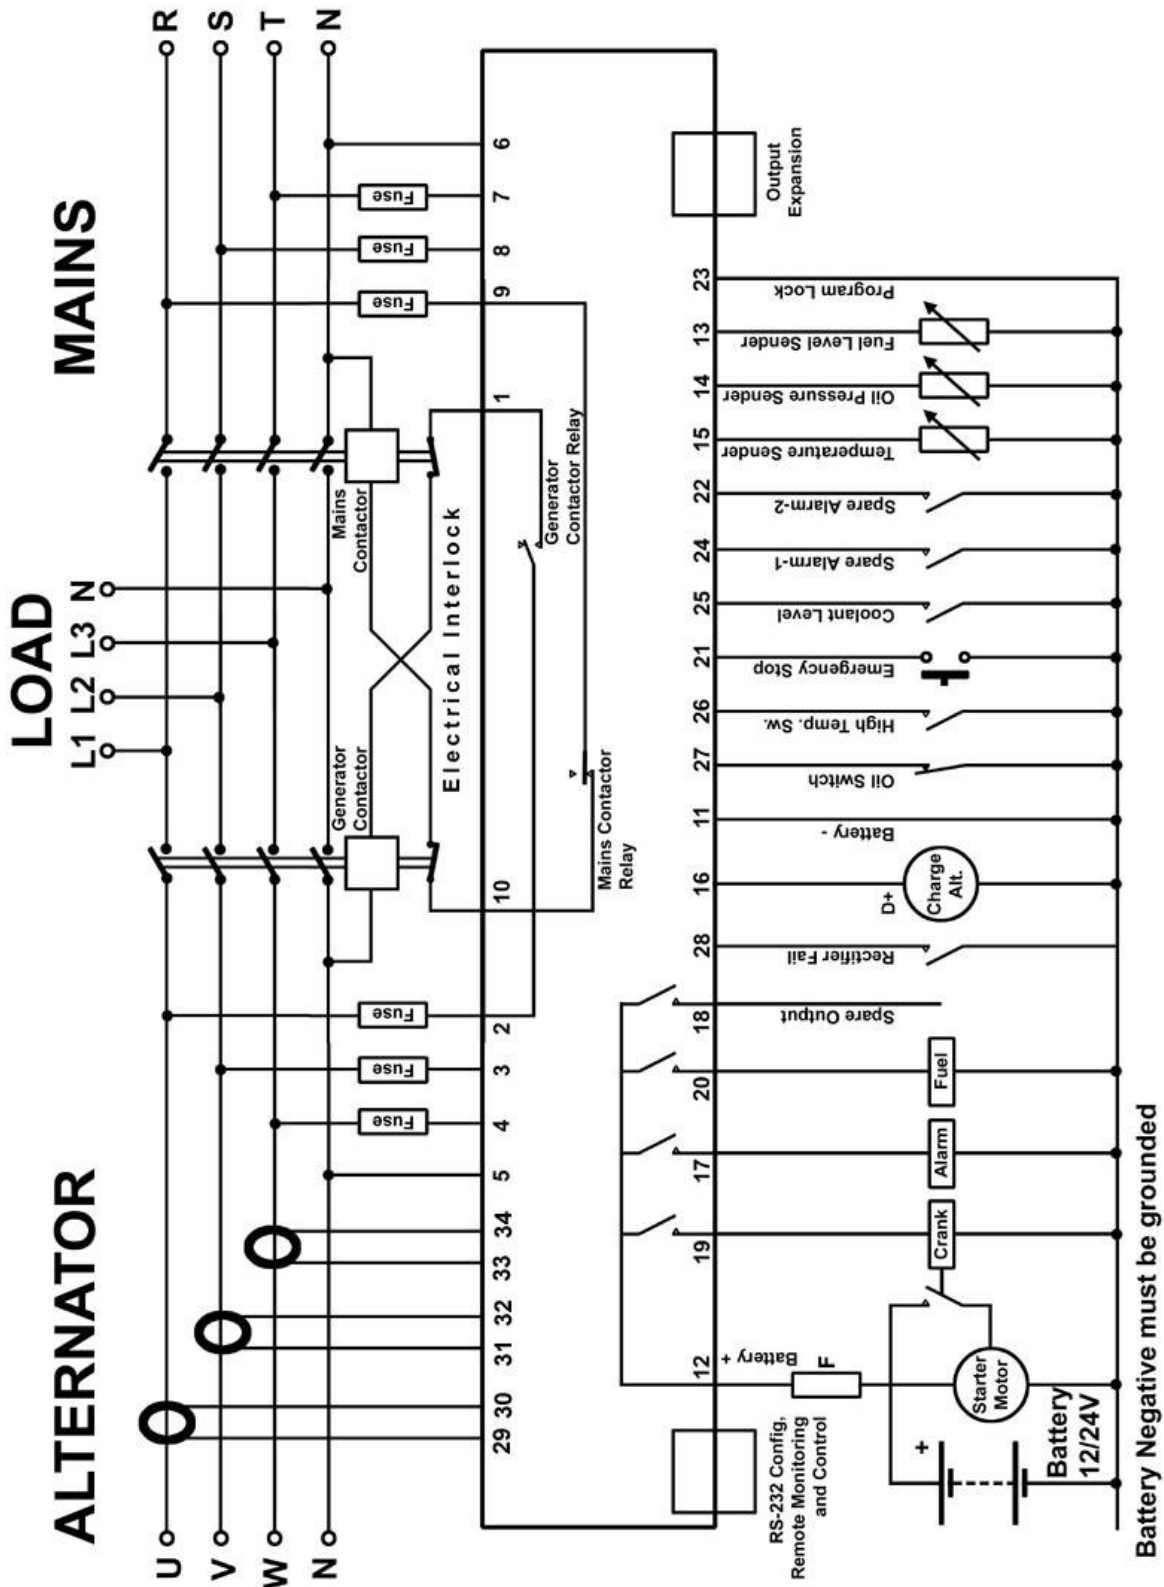 ALTERNATOR
LOAD
MAINS
U
V
W
N
L1
L2
L3
N
R
S
T
N
Fuse
Fuse
Fuse
Fuse
Fuse
Fuse
Generator
Contactor
Mains
Contactor
Electrical Interlock
29
30
31
32
33
34
5
4
3
2
10
1
9
8
7
6
Mains Contactor
Relay
Generator
Contactor Relay
RS-232 Config,
Remote Monitoring
and Control
Output
Expansion
12
19
17
20
18
28
16
11
27
26
21
25
24
22
15
14
13
23
Battery +
F
Spare Output
Rectifier Fail
D+
Charge
Alt.
Battery -
Oil Switch
High Temp. Sw.
Emergency Stop
Coolant Level
Spare Alarm-1
Spare Alarm-2
Temperature Sender
Oil Pressure Sender
Fuel Level Sender
Program Lock
Starter
Motor
Crank
Alarm
Fuel
+
Battery
12/24V
Battery Negative must be grounded